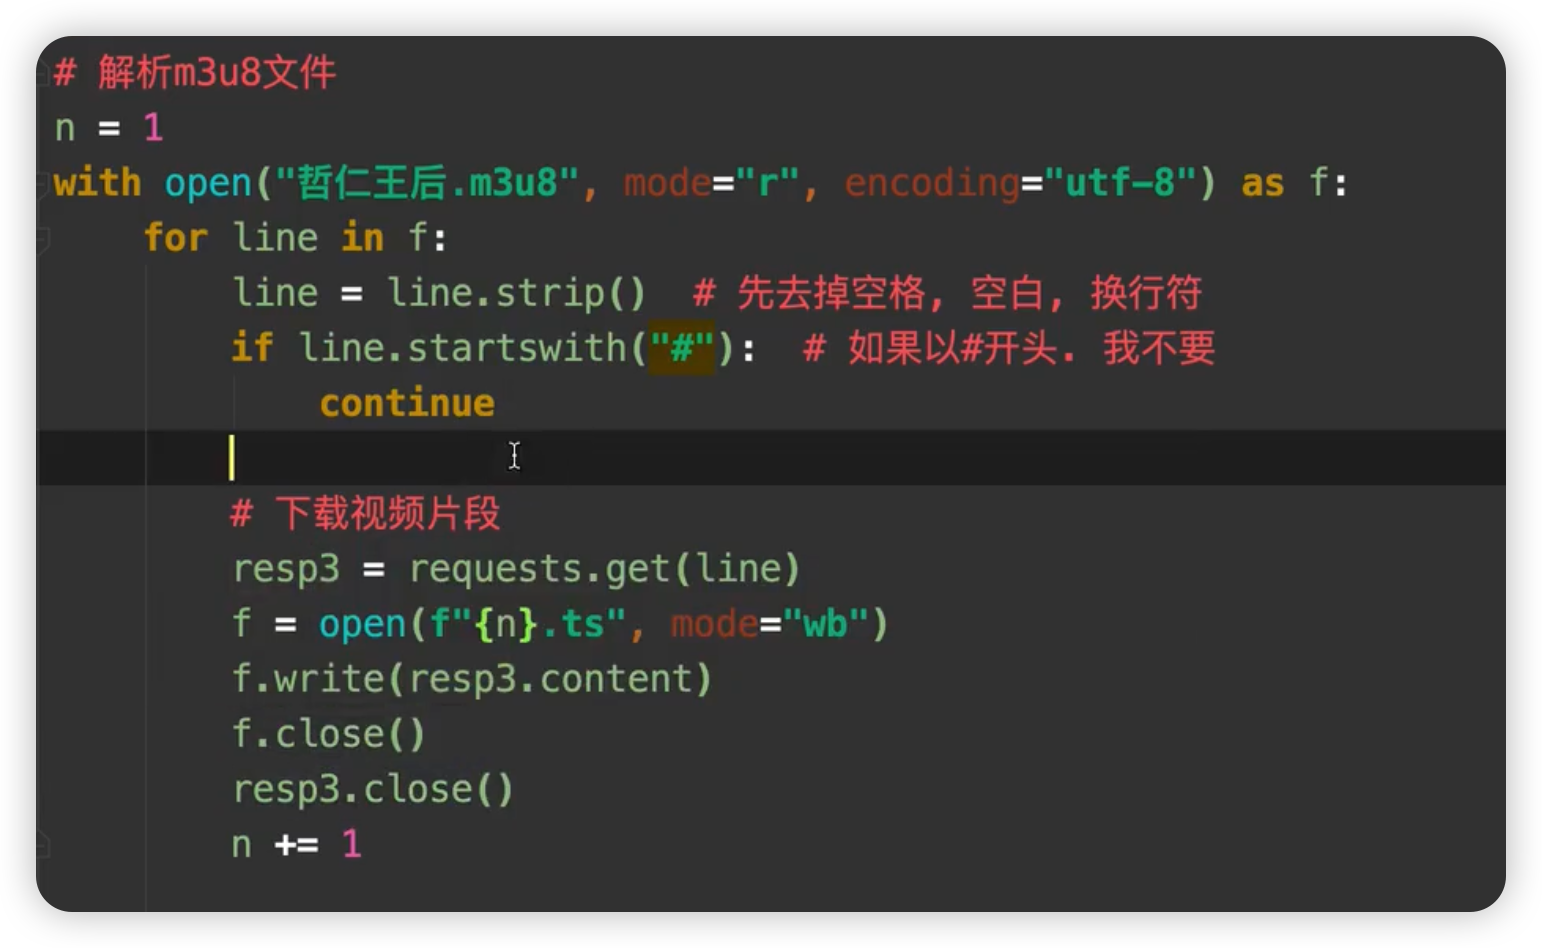 # 解析m3u8文件
n = 1
with open("哲仁王后.m3u8", mode="r", encoding="utf-8") as f:
    for line in f:
        line = line.strip()  # 先去掉空格, 空白, 换行符
        if line.startswith("#"):  # 如果以#开头. 我不要
            continue

        # 下载视频片段
        resp3 = requests.get(line)
        f = open(f"{n}.ts", mode="wb")
        f.write(resp3.content)
        f.close()
        resp3.close()
        n += 1